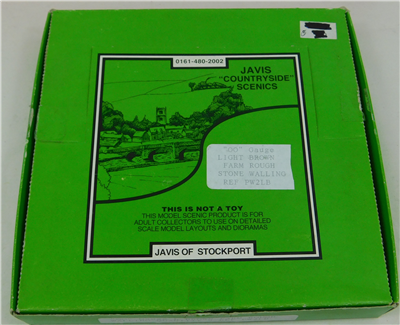 0161-480-2002
JAVIS
"COUNTRYSIDE"
SCENICS
"OO" Gauge
LIGHT BROWN
FARM ROUGH
STONE WALLING
REF PW2LB
THIS IS NOT A TOY
THIS MODEL SCENIC PRODUCT IS FOR
ADULT COLLECTORS TO USE ON DETAILED
SCALE MODEL LAYOUTS AND DIORAMAS
JAVIS OF STOCKPORT